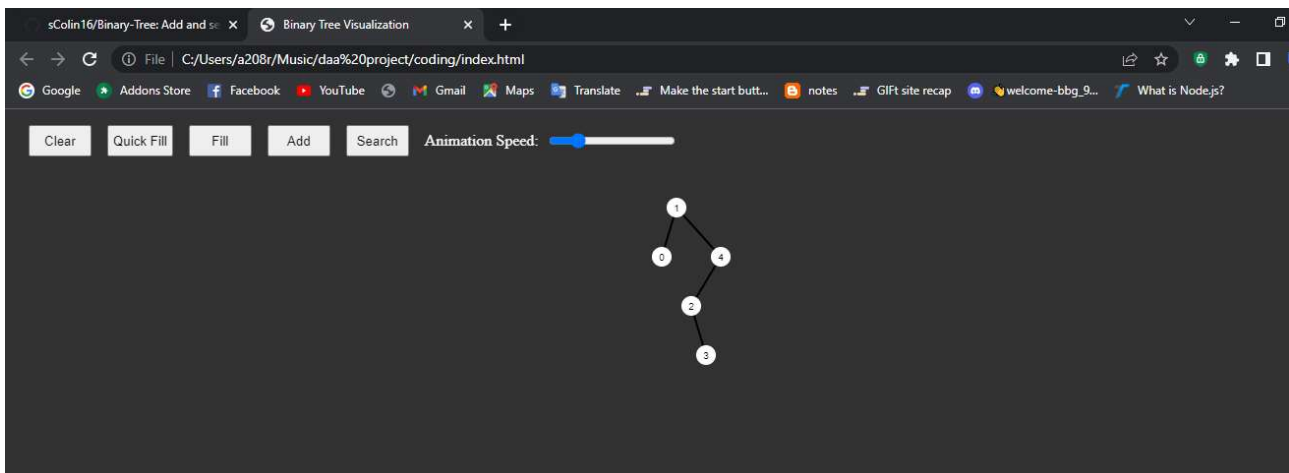 sColin16/Binary-Tree: Add and se Binary Tree Visualization
File C:/Users/a208r/Music/daa%20project/coding/index.html
Google Addons Store Facebook YouTube Gmail Maps Translate Make the start butt... notes GIFt site recap welcome-bbg_9... What is Node.js?
Clear Quick Fill Fill Add Search Animation Speed:
1
0 4
2
3